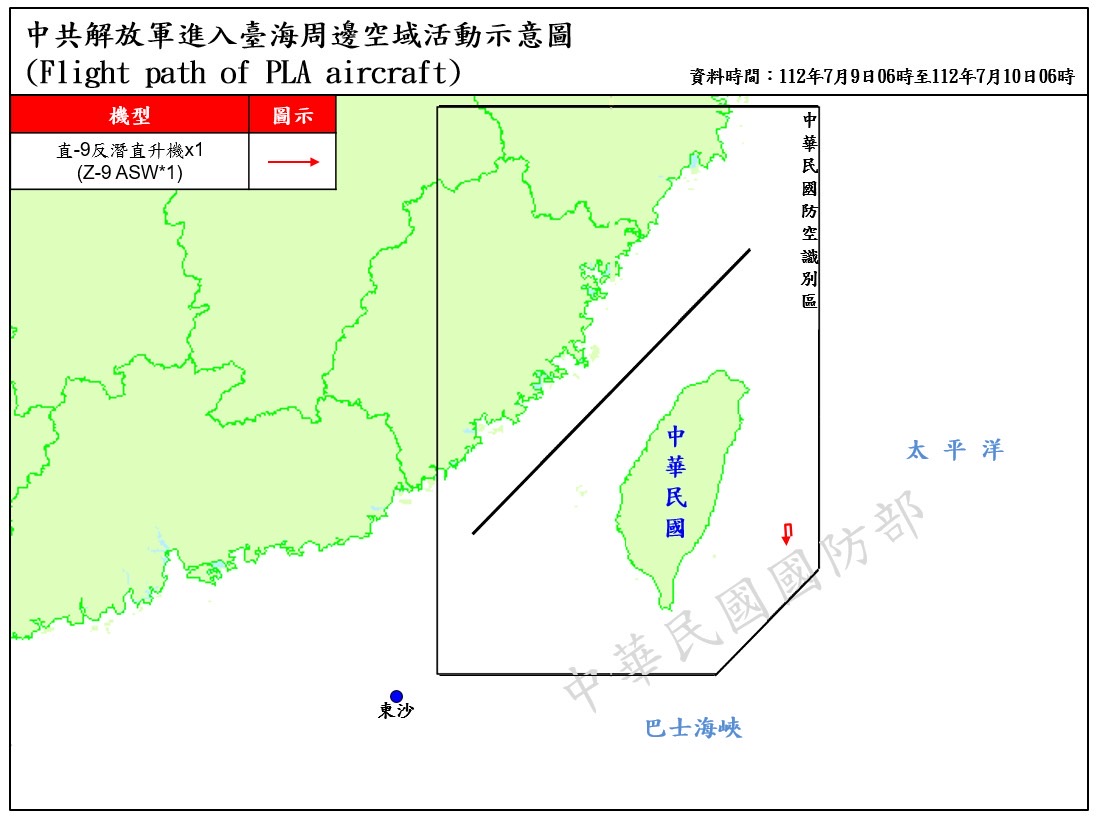 中共解放軍進入臺海周邊空域活動示意圖
(Flight path of PLA aircraft)
資料時間：112年7月9日06時至112年7月10日06時
機型
圖示
直-9反潛直升機x1
(Z-9 ASW*1)
中華民國防空識別區
中華民國
太平洋
中華民國國防部
東沙
巴士海峽